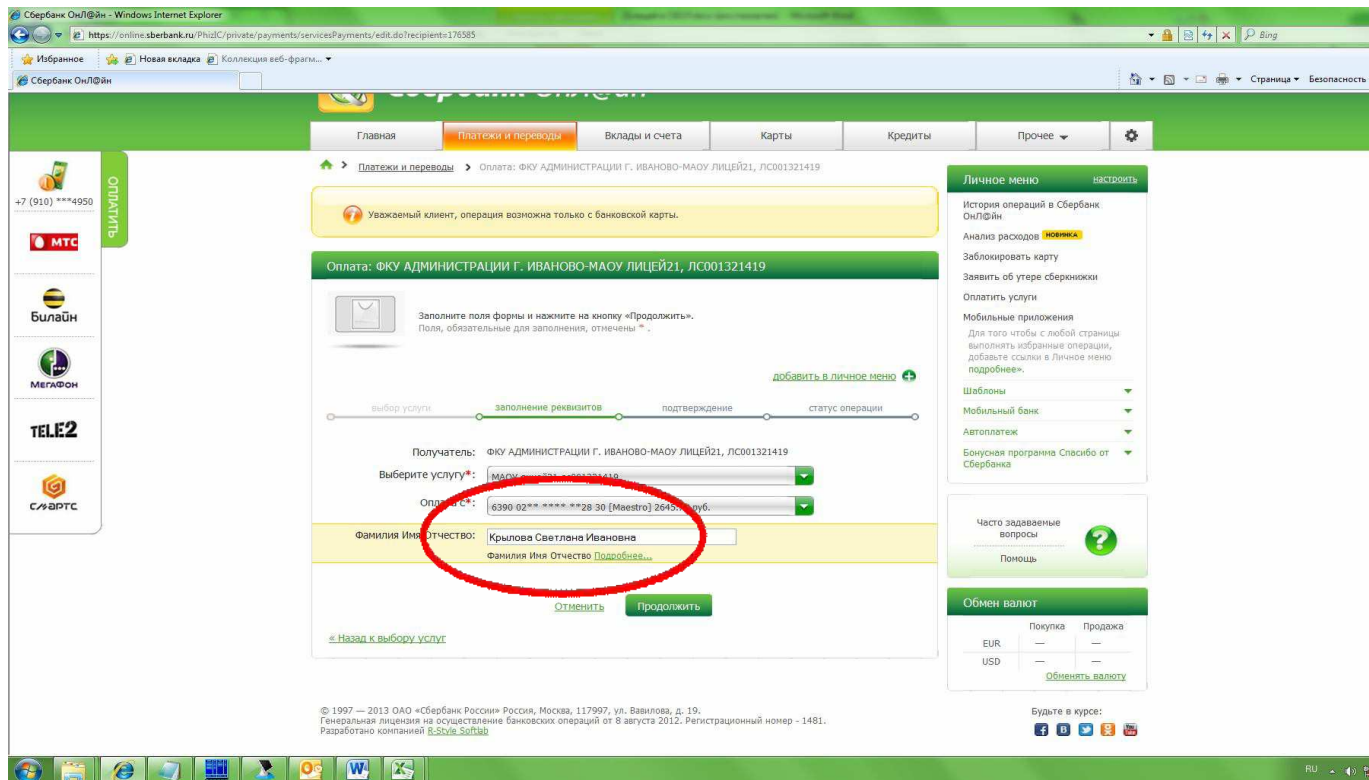 Сбербанк ОнЛ@йн - Windows Internet Explorer
https://online.sberbank.ru/PhizIC/private/payments/servicesPayments/edit.do?recipient=176585
Bing
Избранное
Новая вкладка
Коллекция веб-фрагм...
Сбербанк ОнЛ@йн
Страница
Безопасность
Главная
Платежи и переводы
Вклады и счета
Карты
Кредиты
Прочее
Платежи и переводы
Оплата: ФКУ АДМИНИСТРАЦИИ Г. ИВАНОВО-МАОУ ЛИЦЕЙ21, ЛС001321419
+7 (910) ***4950
ОПЛАТИТЬ
МТС
Билайн
МЕГАФОН
TELE2
СМАРТС
Уважаемый клиент, операция возможна только с банковской карты.
Оплата: ФКУ АДМИНИСТРАЦИИ Г. ИВАНОВО-МАОУ ЛИЦЕЙ21, ЛС001321419
Заполните поля формы и нажмите на кнопку «Продолжить».
Поля, обязательные для заполнения, отмечены * .
добавить в личное меню
выбор услуги
заполнение реквизитов
подтверждение
статус операции
Получатель: ФКУ АДМИНИСТРАЦИИ Г. ИВАНОВО-МАОУ ЛИЦЕЙ21, ЛС001321419
Выберите услугу*:
Оплата с*: 6390 02** **** **28 30 [Maestro] руб.
Фамилия Имя Отчество: Крылова Светлана Ивановна
Фамилия Имя Отчество Подробнее...
Отменить
Продолжить
« Назад к выбору услуг
Личное меню
настроить
История операций в Сбербанк
ОнЛ@йн
Анализ расходов НОВИНКА
Заблокировать карту
Заявить об утере сберкнижки
Оплатить услуги
Мобильные приложения
Для того чтобы с любой страницы
выполнять избранные операции,
добавьте ссылки в Личное меню
подробнее».
Шаблоны
Мобильный банк
Автоплатеж
Бонусная программа Спасибо от
Сбербанка
Часто задаваемые
вопросы
Помощь
Обмен валют
Покупка Продажа
EUR — —
USD — —
Обменять валюту
© 1997 — 2013 ОАО «Сбербанк России» Россия, Москва, 117997, ул. Вавилова, д. 19.
Генеральная лицензия на осуществление банковских операций от 8 августа 2012. Регистрационный номер - 1481.
Разработано компанией R-Style Softlab
Будьте в курсе:
RU